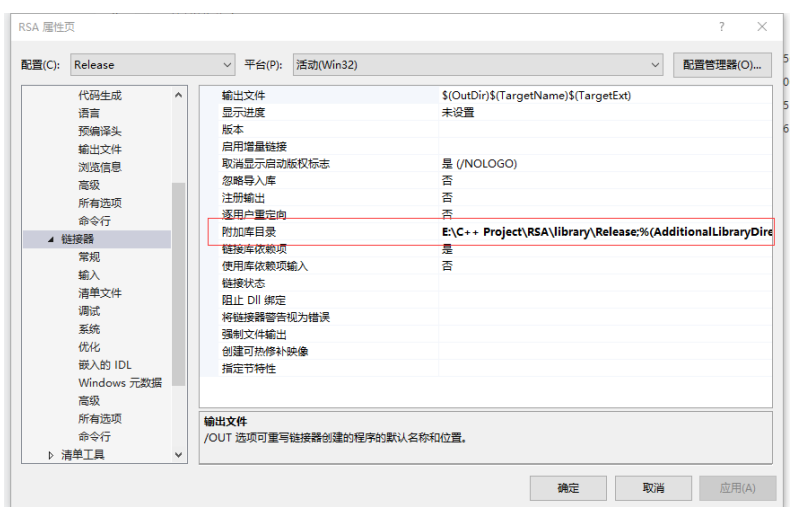 RSA 属性页
配置(C): Release 平台(P): 活动(Win32) 配置管理器(O)...
代码生成
语言
预编译头
输出文件
浏览信息
高级
所有选项
命令行
链接器
常规
输入
清单文件
调试
系统
优化
嵌入的 IDL
Windows 元数据
高级
所有选项
命令行
清单工具
输出文件 $(OutDir)$(TargetName)$(TargetExt)
显示进度 未设置
版本
启用增量链接
取消显示启动版权标志 是 (/NOLOGO)
忽略导入库 否
注册输出 否
逐用户重定向 否
附加库目录 E:\C++ Project\RSA\library\Release;%(AdditionalLibraryDire
链接库依赖项 是
使用库依赖项输入 否
链接状态
阻止 Dll 绑定
将链接器警告视为错误
强制文件输出
创建可热修补映像
指定节特性
输出文件
/OUT 选项可重写链接器创建的程序的默认名称和位置。
确定 取消 应用(A)
5
0
5
6